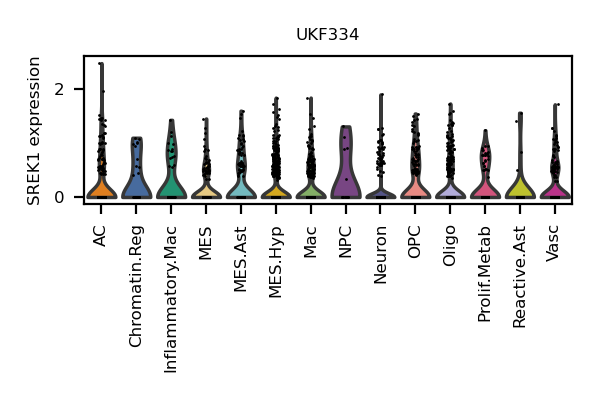 UKF334
SREK1 expression
2
0
AC
Chromatin.Reg
Inflammatory.Mac
MES
MES.Ast
MES.Hyp
Mac
NPC
Neuron
OPC
Oligo
Prolif.Metab
Reactive.Ast
Vasc